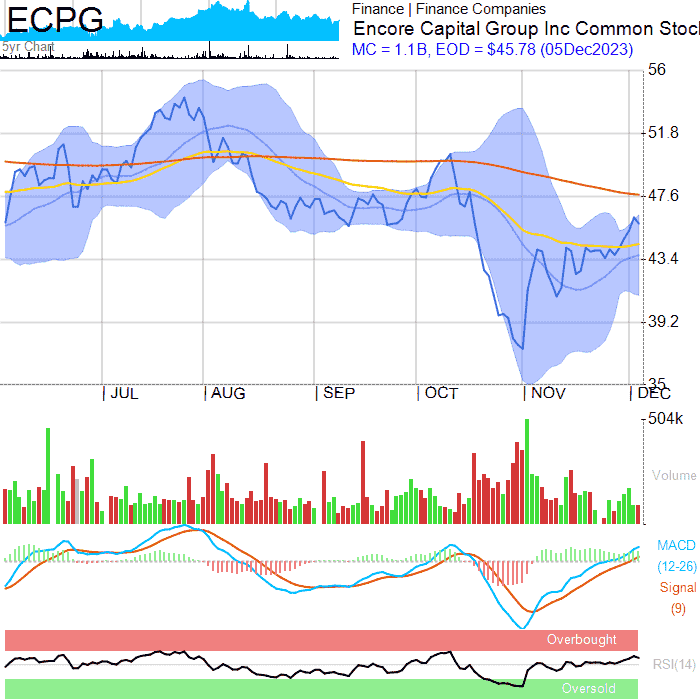 ECPG
5yr Chart
Finance | Finance Companies
Encore Capital Group Inc Common Stoc
MC = 1.1B, EOD = $45.78 (05Dec2023)
56
51.8
47.6
43.4
39.2
35
JUL AUG SEP OCT NOV DEC
504k
Volume
MACD
(12-26)
Signal
(9)
Overbought
RSI(14)
Oversold